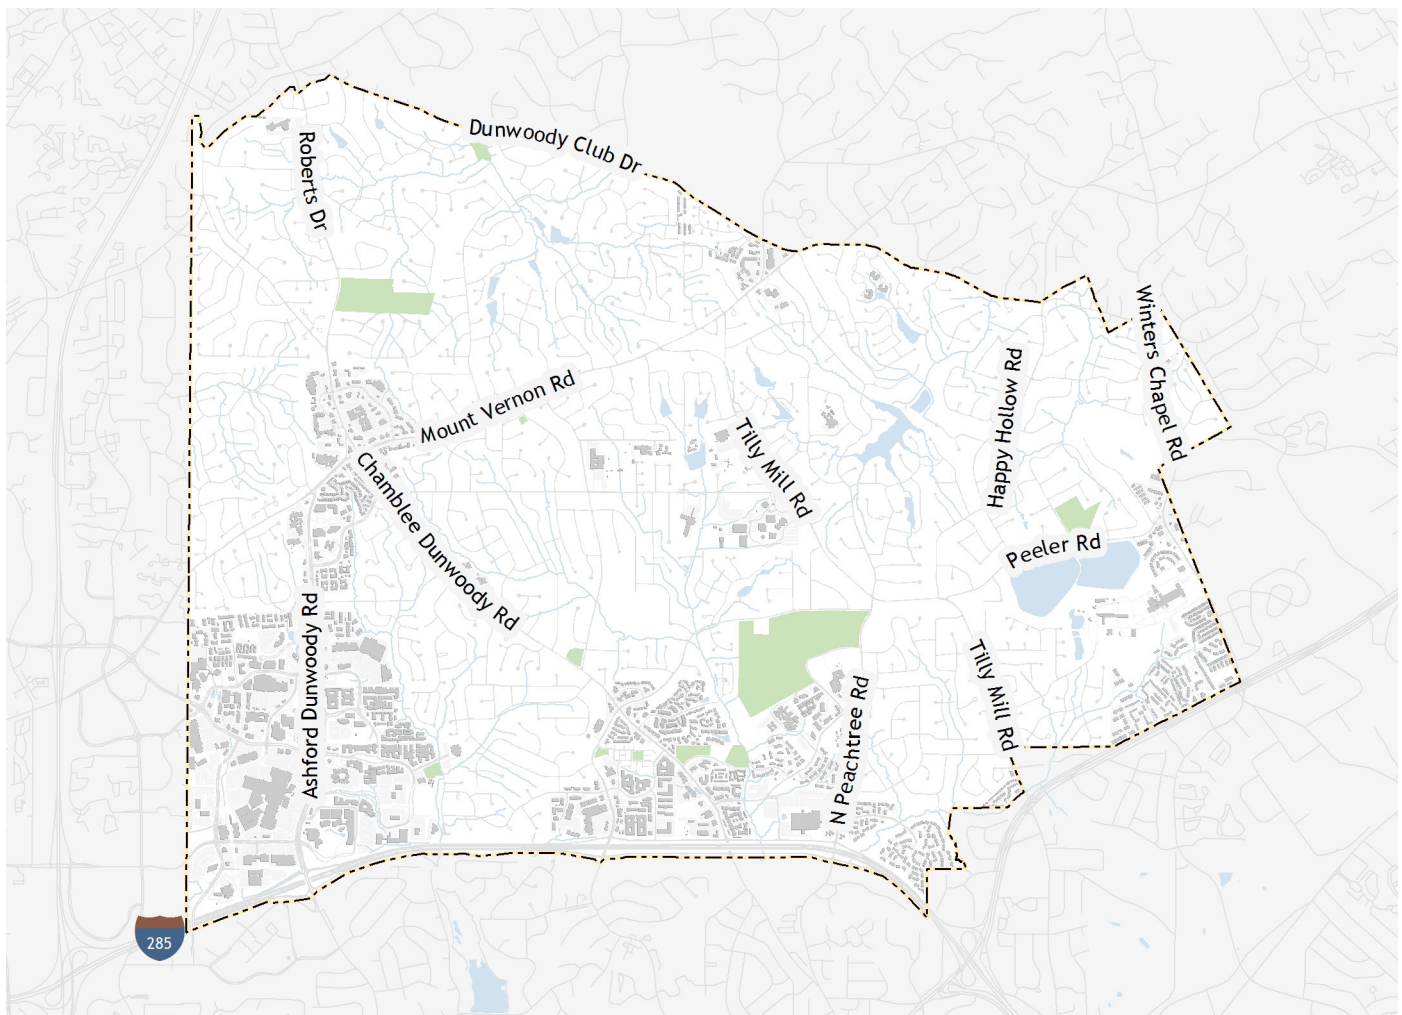 Dunwoody Club Dr
Roberts Dr
Winters Chapel Rd
Happy Hollow Rd
Mount Vernon Rd
Tilly Mill Rd
Chamblee Dunwoody Rd
Peeler Rd
Ashford Dunwoody Rd
Tilly Mill Rd
N Peachtree Rd
285